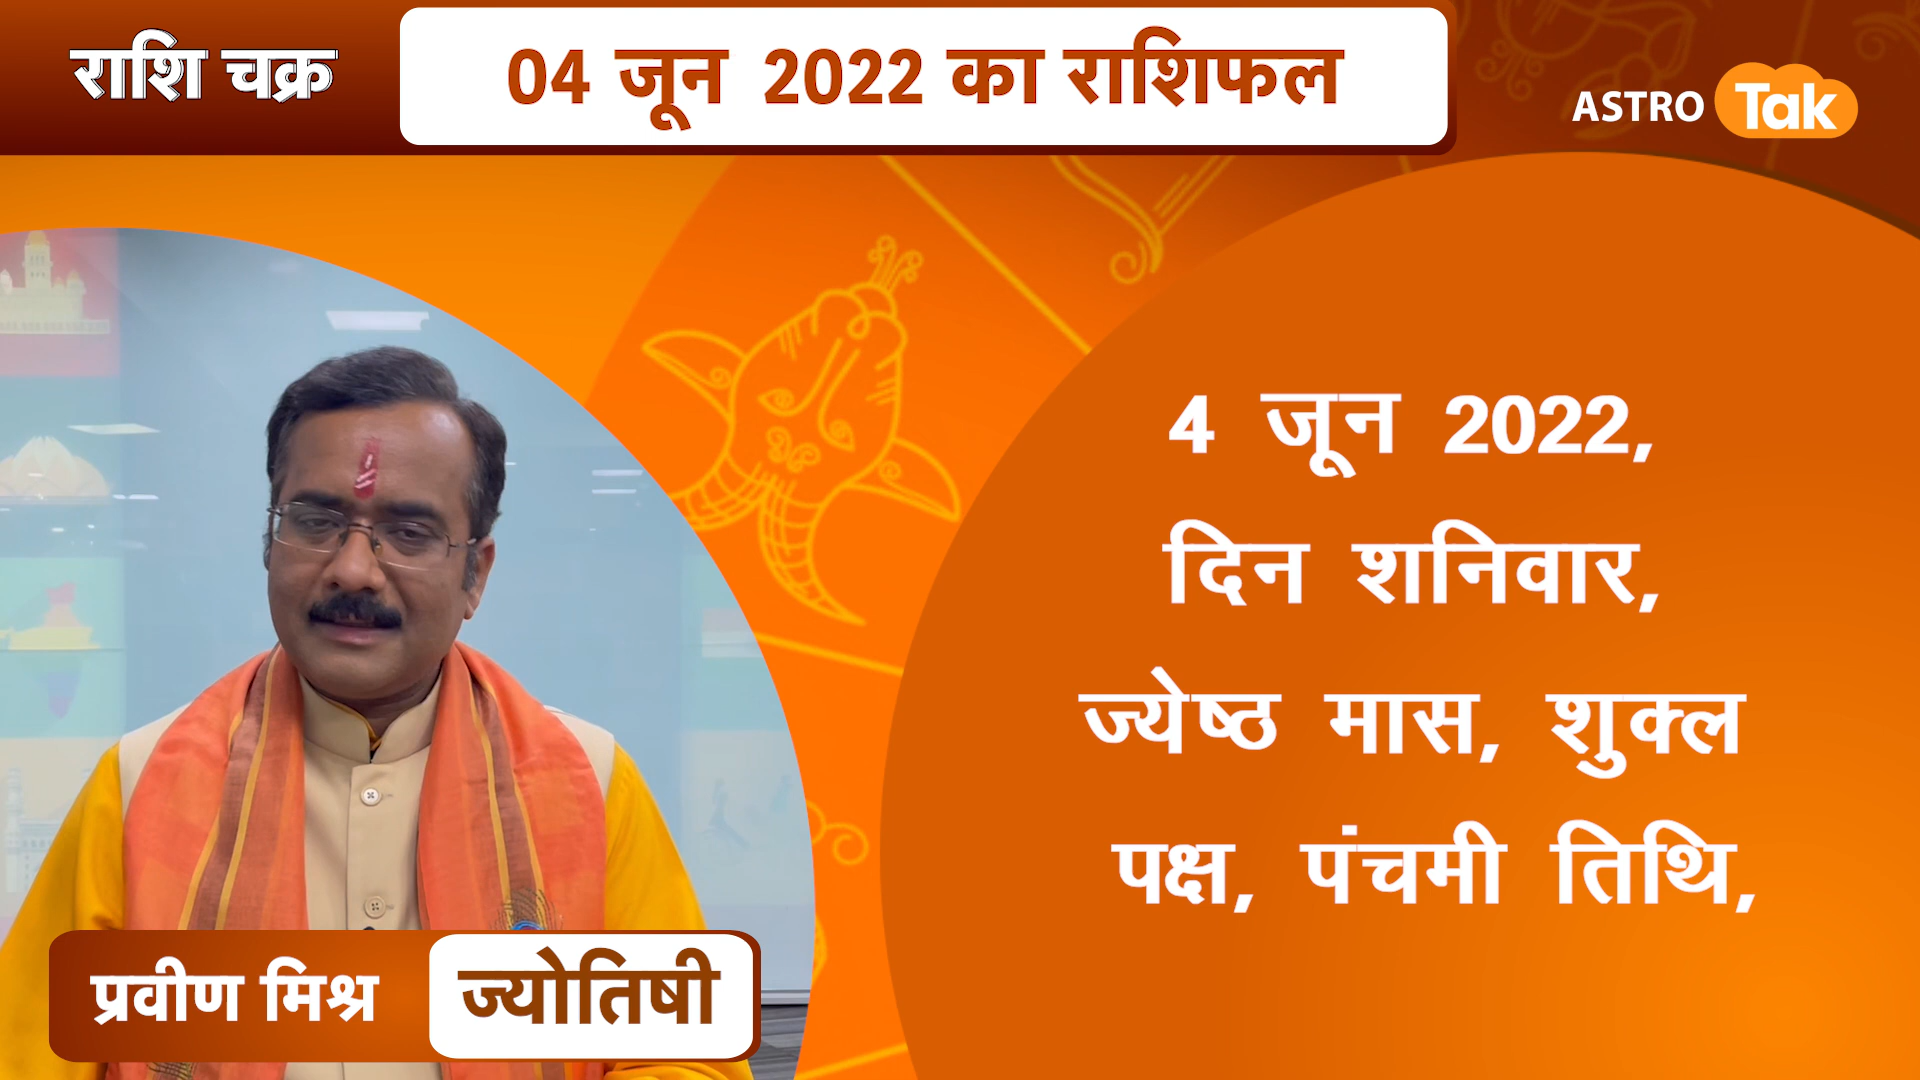 राशि चक्र
04 जून 2022 का राशिफल
ASTRO Tak
4 जून 2022,
दिन शनिवार,
ज्येष्ठ मास, शुक्ल
पक्ष, पंचमी तिथि,
प्रवीण मिश्र
ज्योतिषी